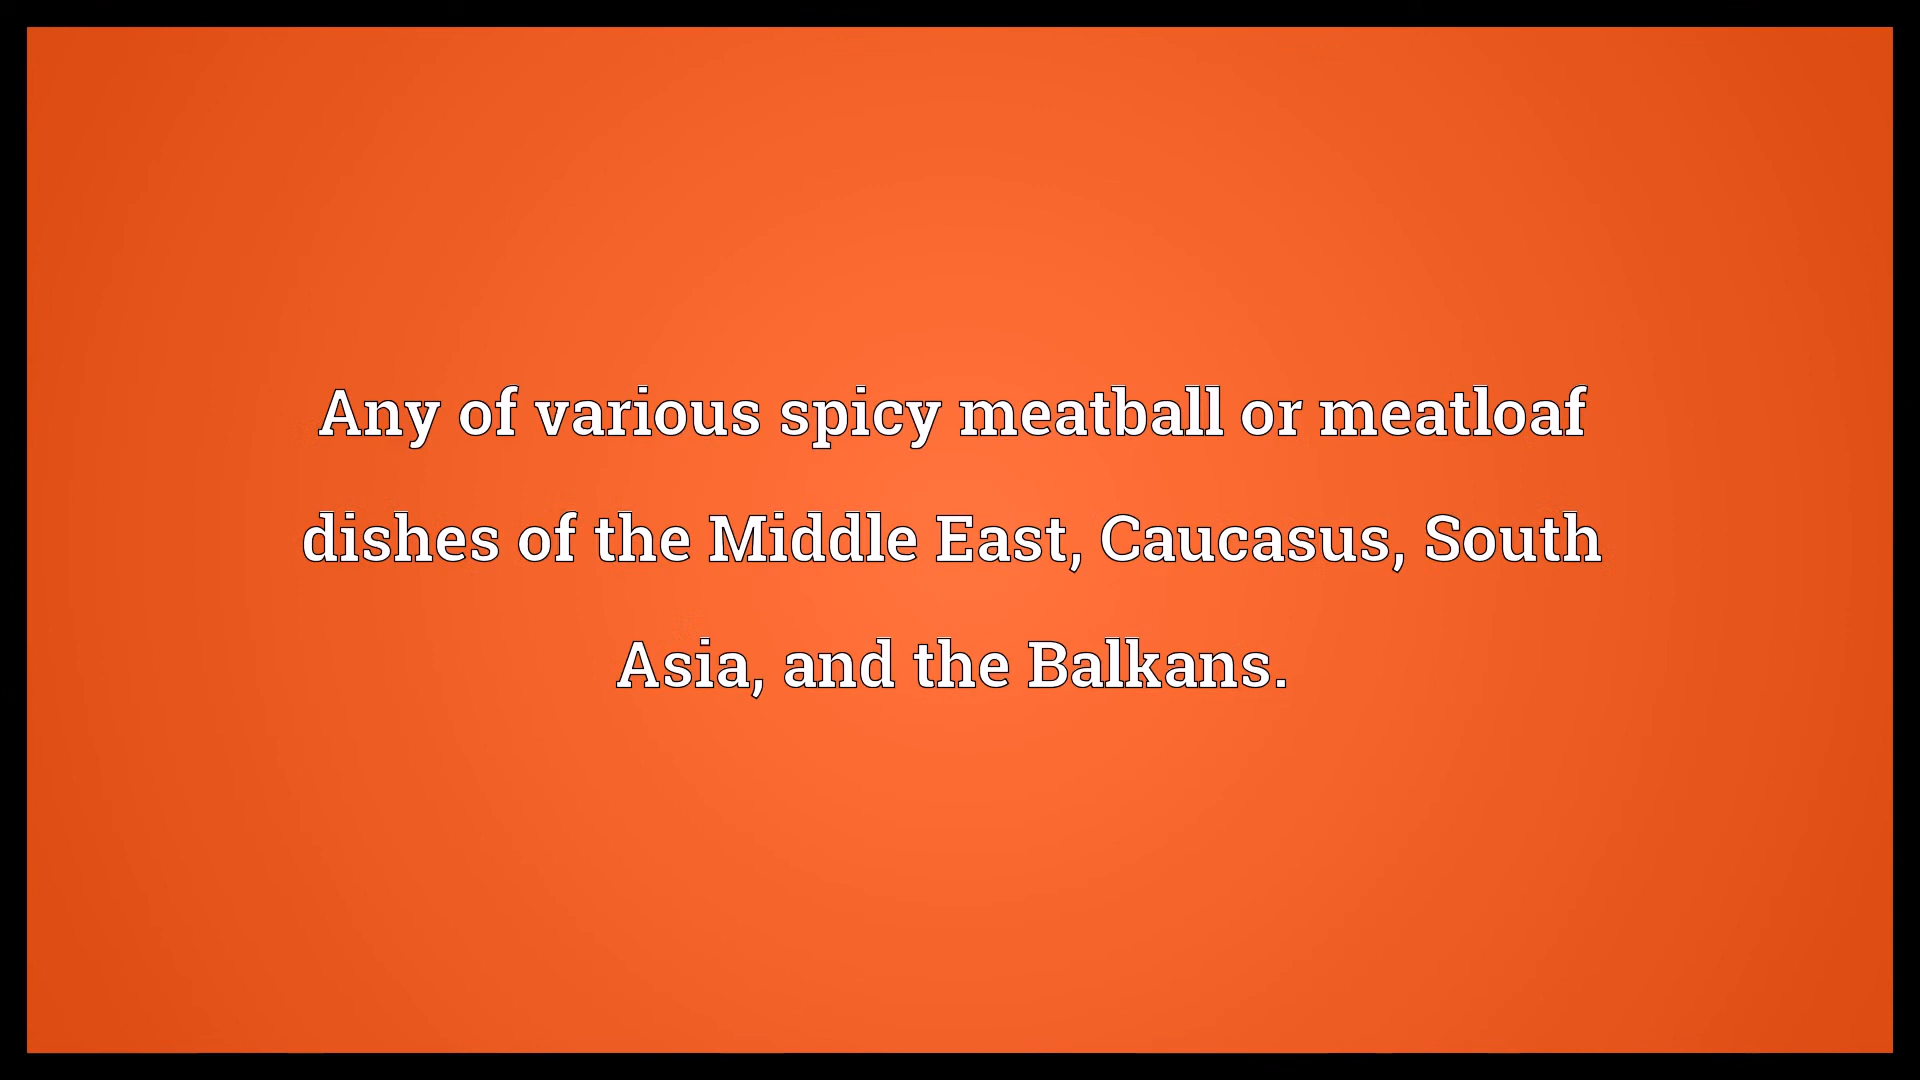 Any of various spicy meatball or meatloaf
dishes of the Middle East, Caucasus, South
Asia, and the Balkans.